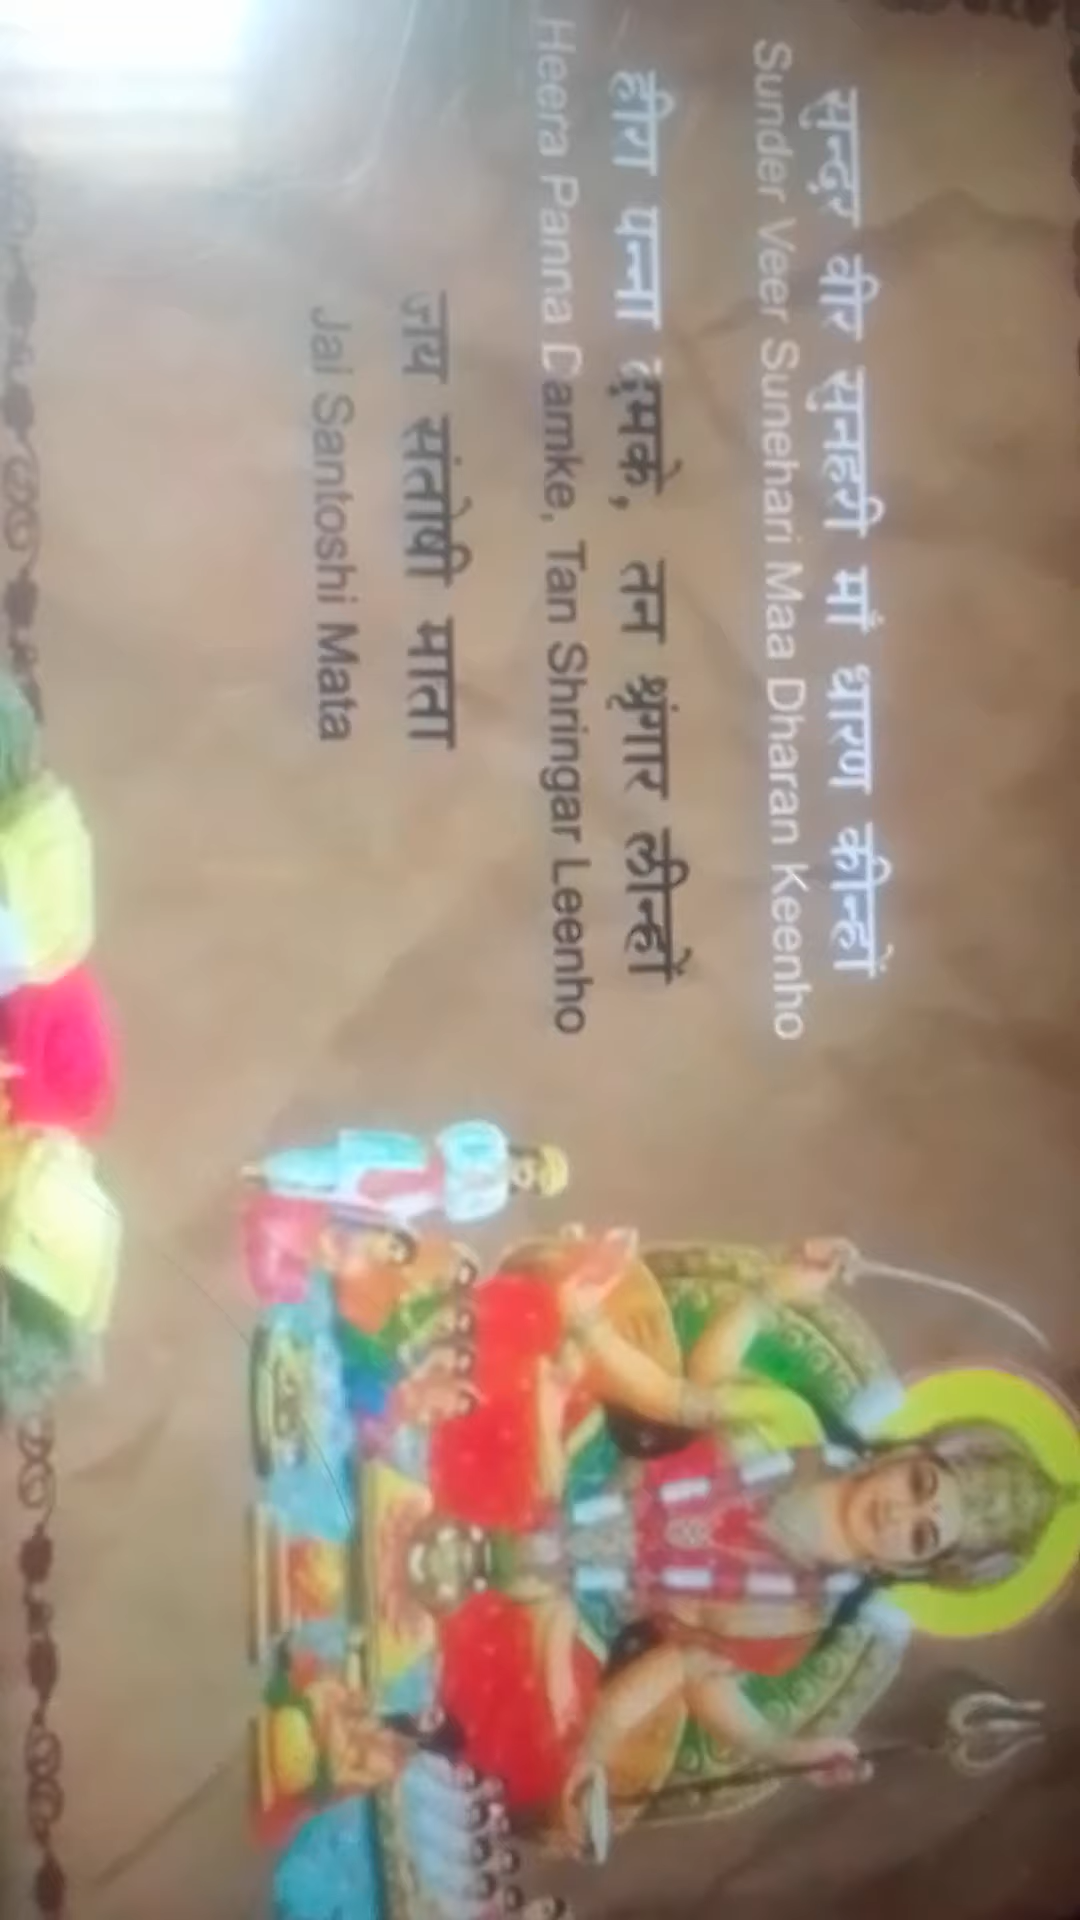 सुन्दर वीर सुनहरी मां धारण कीन्हों
Sunder Veer Sunehari Maa Dharan Keenho
हीरा पन्ना दमके, तन श्रृंगार लीन्हों
Heera Panna Damke, Tan Shringar Leenho
जय संतोषी माता
Jai Santoshi Mata